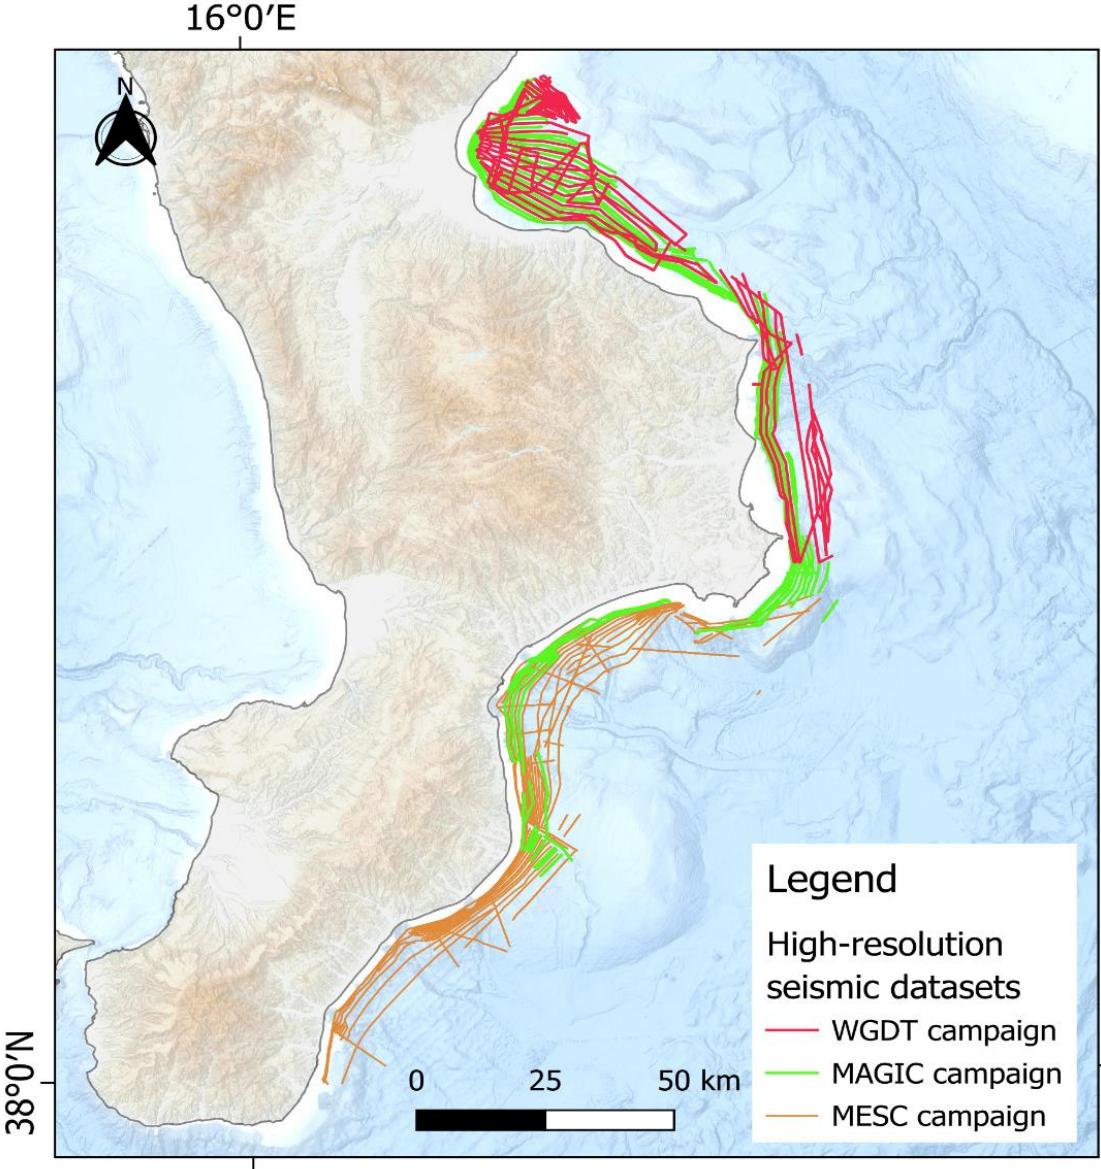 16°0′E
N
38°0′N
0 25 50 km
Legend
High-resolution
seismic datasets
WGDT campaign
MAGIC campaign
MESC campaign